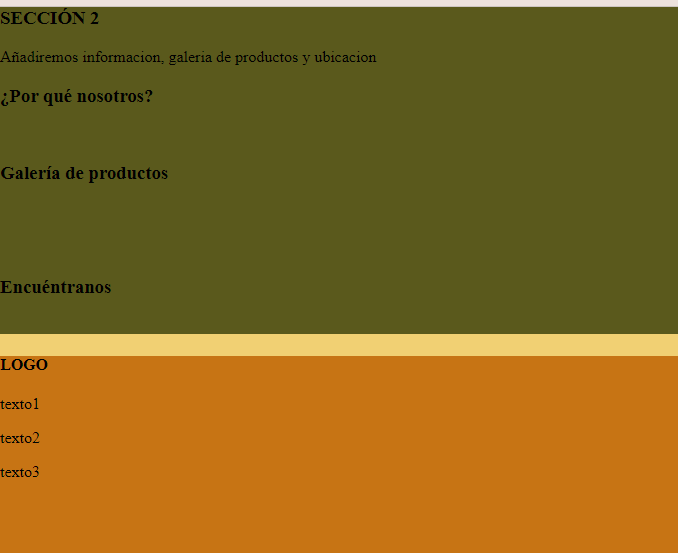 SECCIÓN 2
Añadiremos informacion, galeria de productos y ubicacion
¿Por qué nosotros?
Galería de productos
Encuéntranos
LOGO
texto1
texto2
texto3